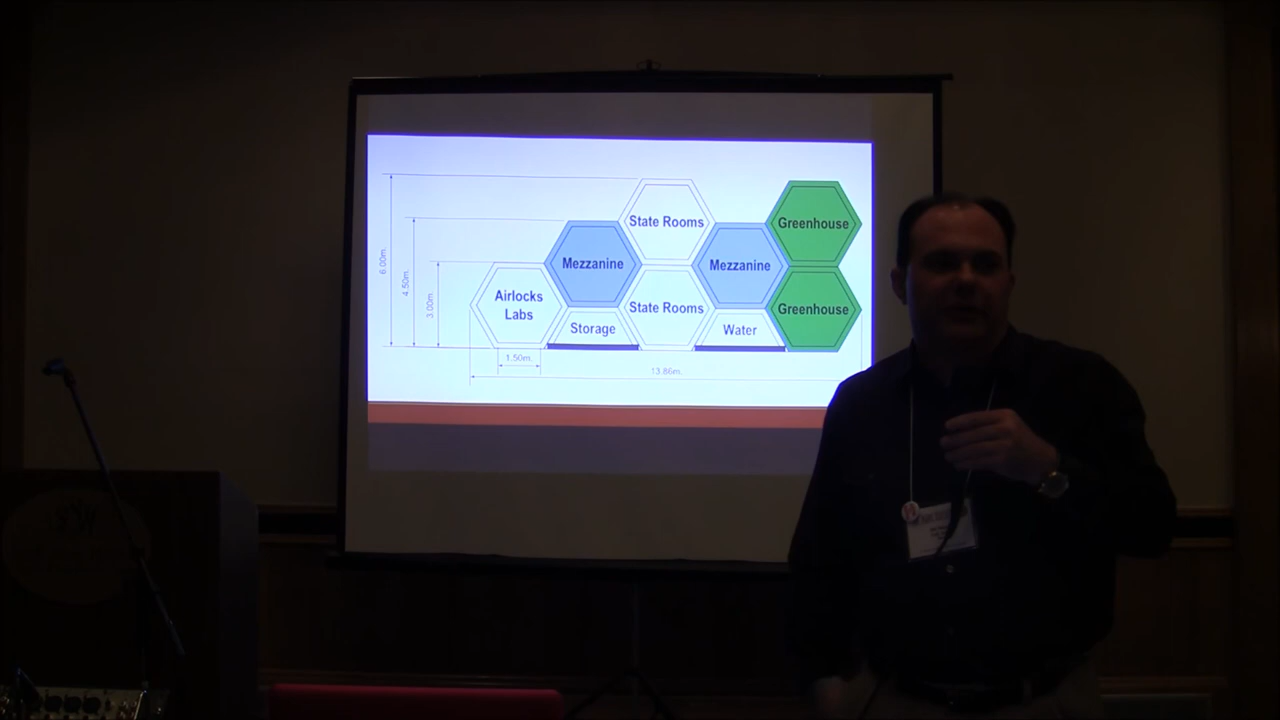 State Rooms
Greenhouse
Mezzanine
Mezzanine
Airlocks
Labs
State Rooms
Greenhouse
Storage
Water
6.00m.
4.50m.
3.00m.
1.50m.
13.86m.